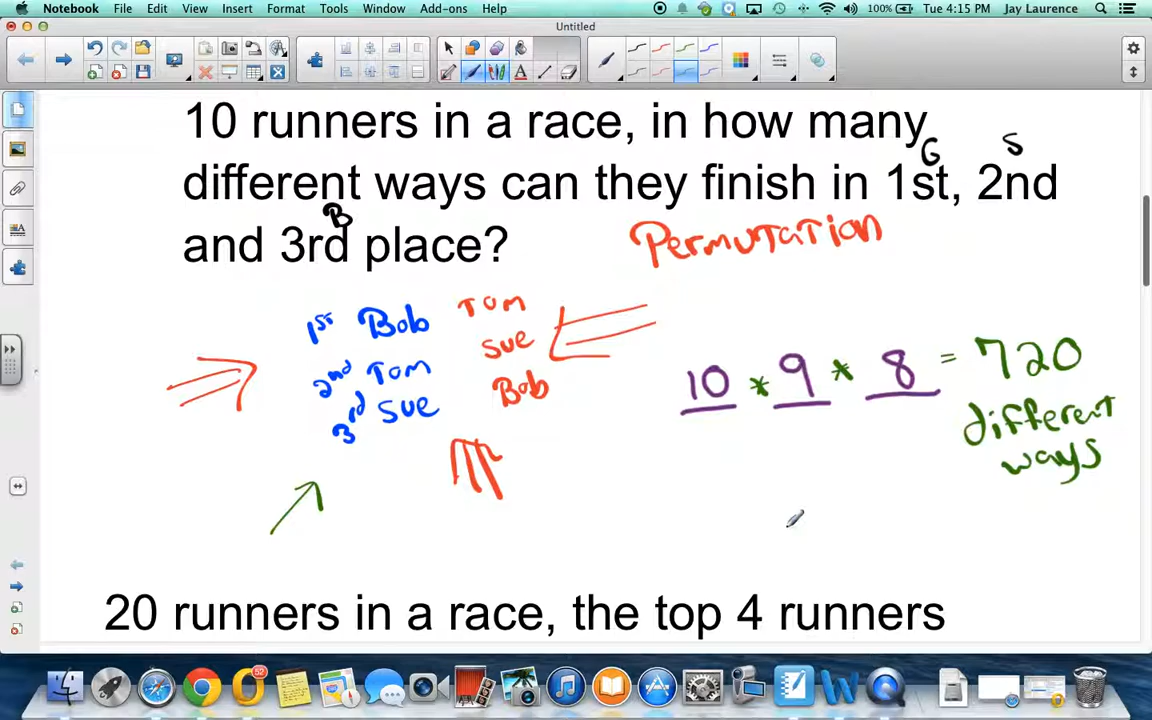 Notebook File Edit View Insert Format Tools Window Add-ons Help 100% Tue 4:15 PM Jay Laurence
Untitled
10 runners in a race, in how many
G S
different ways can they finish in 1st, 2nd
B
and 3rd place?
Permutation
1st Bob Tom
2nd Tom Sue
3rd Sue Bob
10 * 9 * 8 = 720
different
ways
20 runners in a race, the top 4 runners
52